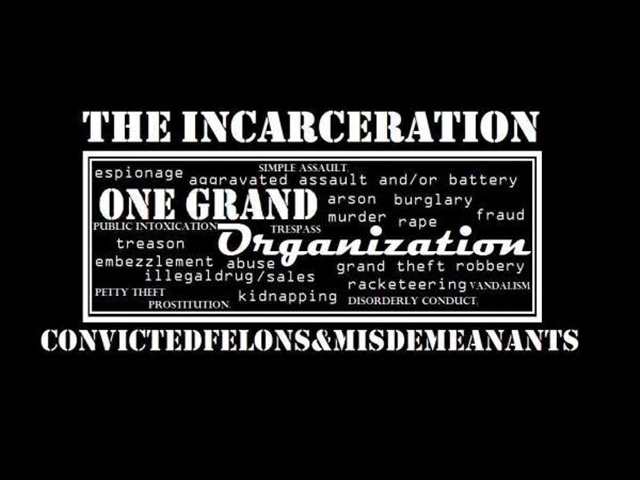 THE INCARCERATION
SIMPLE ASSAULT,
espionage aggravated assault and/or battery
ONE GRAND arson burglary
murder rape fraud
PUBLIC INTOXICATION TRESPASS
treason Organization
embezzlement abuse grand theft robbery
illegaldrug/sales racketeering VANDALISM
PETTY THEFT kidnapping DISORDERLY CONDUCT,
PROSTITUTION,
CONVICTEDFELONS&MISDEMEANANTS